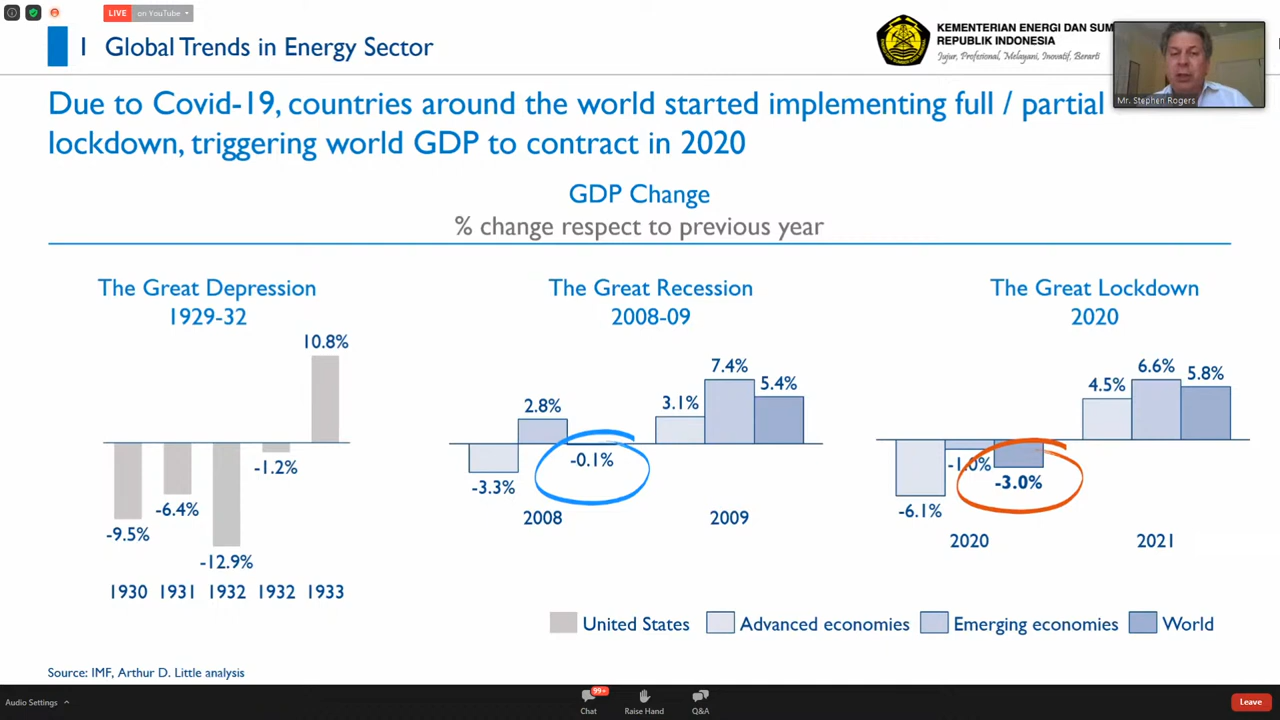 LIVE on YouTube
I Global Trends in Energy Sector
KEMENTERIAN ENERGI DAN SUM
REPUBLIK INDONESIA
Jujur, Profesional, Melayani, Inovatif, Berarti
Mr. Stephen Rogers
Due to Covid-19, countries around the world started implementing full / partial
lockdown, triggering world GDP to contract in 2020
GDP Change
% change respect to previous year
The Great Depression
1929-32
10.8%
-1.2%
-6.4%
-9.5%
-12.9%
1930 1931 1932 1932 1933
The Great Recession
2008-09
7.4%
5.4%
2.8%
3.1%
-0.1%
-3.3%
2008 2009
The Great Lockdown
2020
6.6%
5.8%
4.5%
-1.0%
-3.0%
-6.1%
2020 2021
United States Advanced economies Emerging economies World
Source: IMF, Arthur D. Little analysis
Audio Settings
99+
Chat Raise Hand Q&A
Leave